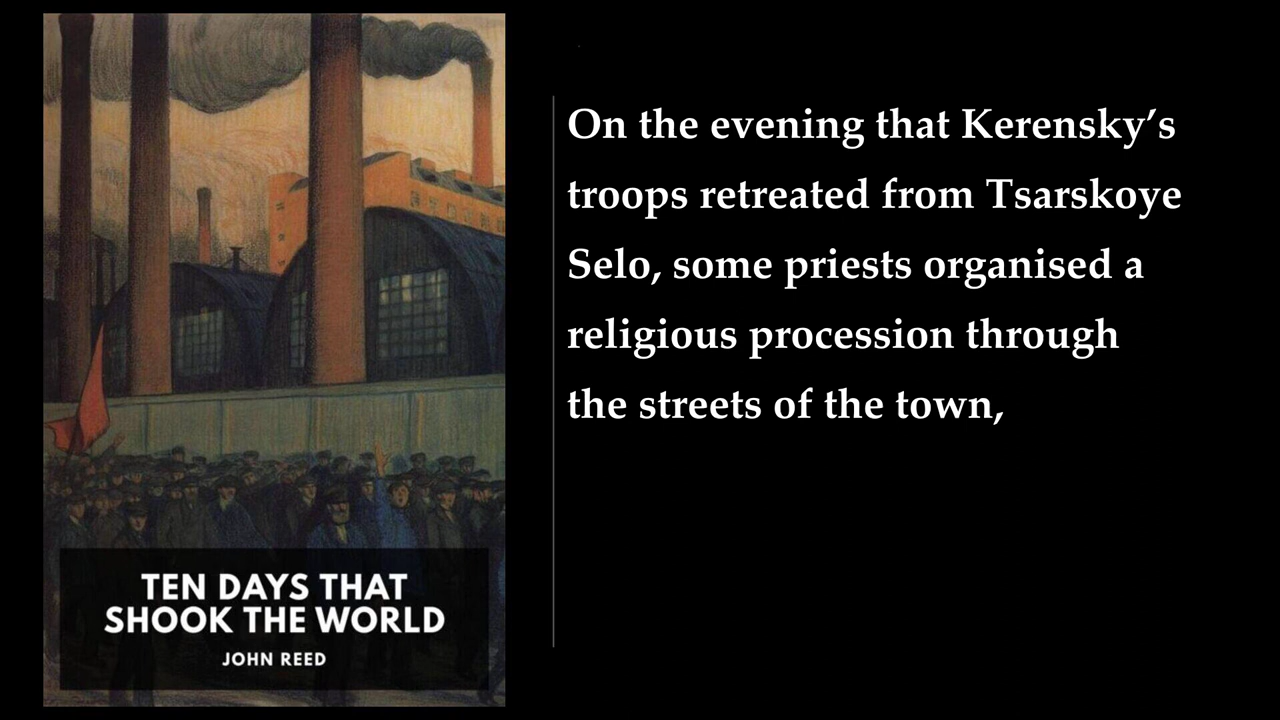 On the evening that Kerensky’s
troops retreated from Tsarskoye
Selo, some priests organised a
religious procession through
the streets of the town,
TEN DAYS THAT
SHOOK THE WORLD
JOHN REED